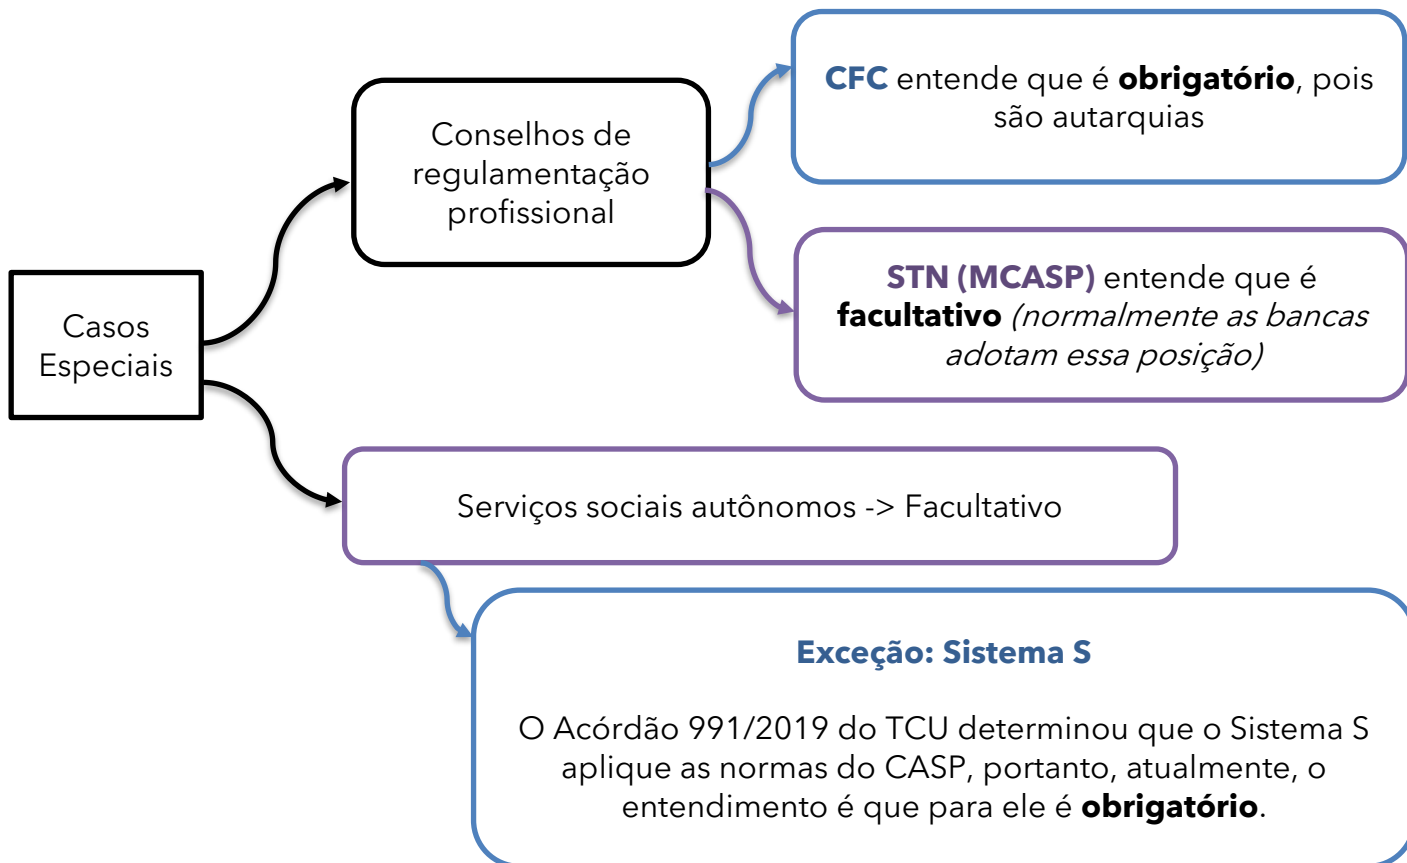 CFC entende que é obrigatório, pois
são autarquias
Conselhos de
regulamentação
profissional
STN (MCASP) entende que é
facultativo (normalmente as bancas
adotam essa posição)
Casos
Especiais
Serviços sociais autônomos -> Facultativo
Exceção: Sistema S
O Acórdão 991/2019 do TCU determinou que o Sistema S
aplique as normas do CASP, portanto, atualmente, o
entendimento é que para ele é obrigatório.